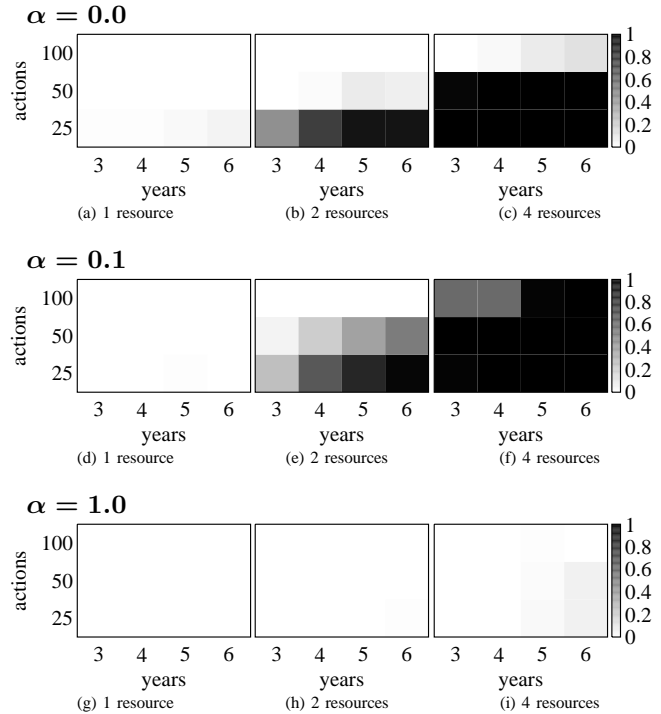 α = 0.0
actions
100
50
25
3 4 5 6
3 4 5 6
3 4 5 6
1
0.8
0.6
0.4
0.2
0
years
years
years
(a) 1 resource
(b) 2 resources
(c) 4 resources
α = 0.1
actions
100
50
25
3 4 5 6
3 4 5 6
3 4 5 6
1
0.8
0.6
0.4
0.2
0
years
years
years
(d) 1 resource
(e) 2 resources
(f) 4 resources
α = 1.0
actions
100
50
25
3 4 5 6
3 4 5 6
3 4 5 6
1
0.8
0.6
0.4
0.2
0
years
years
years
(g) 1 resource
(h) 2 resources
(i) 4 resources